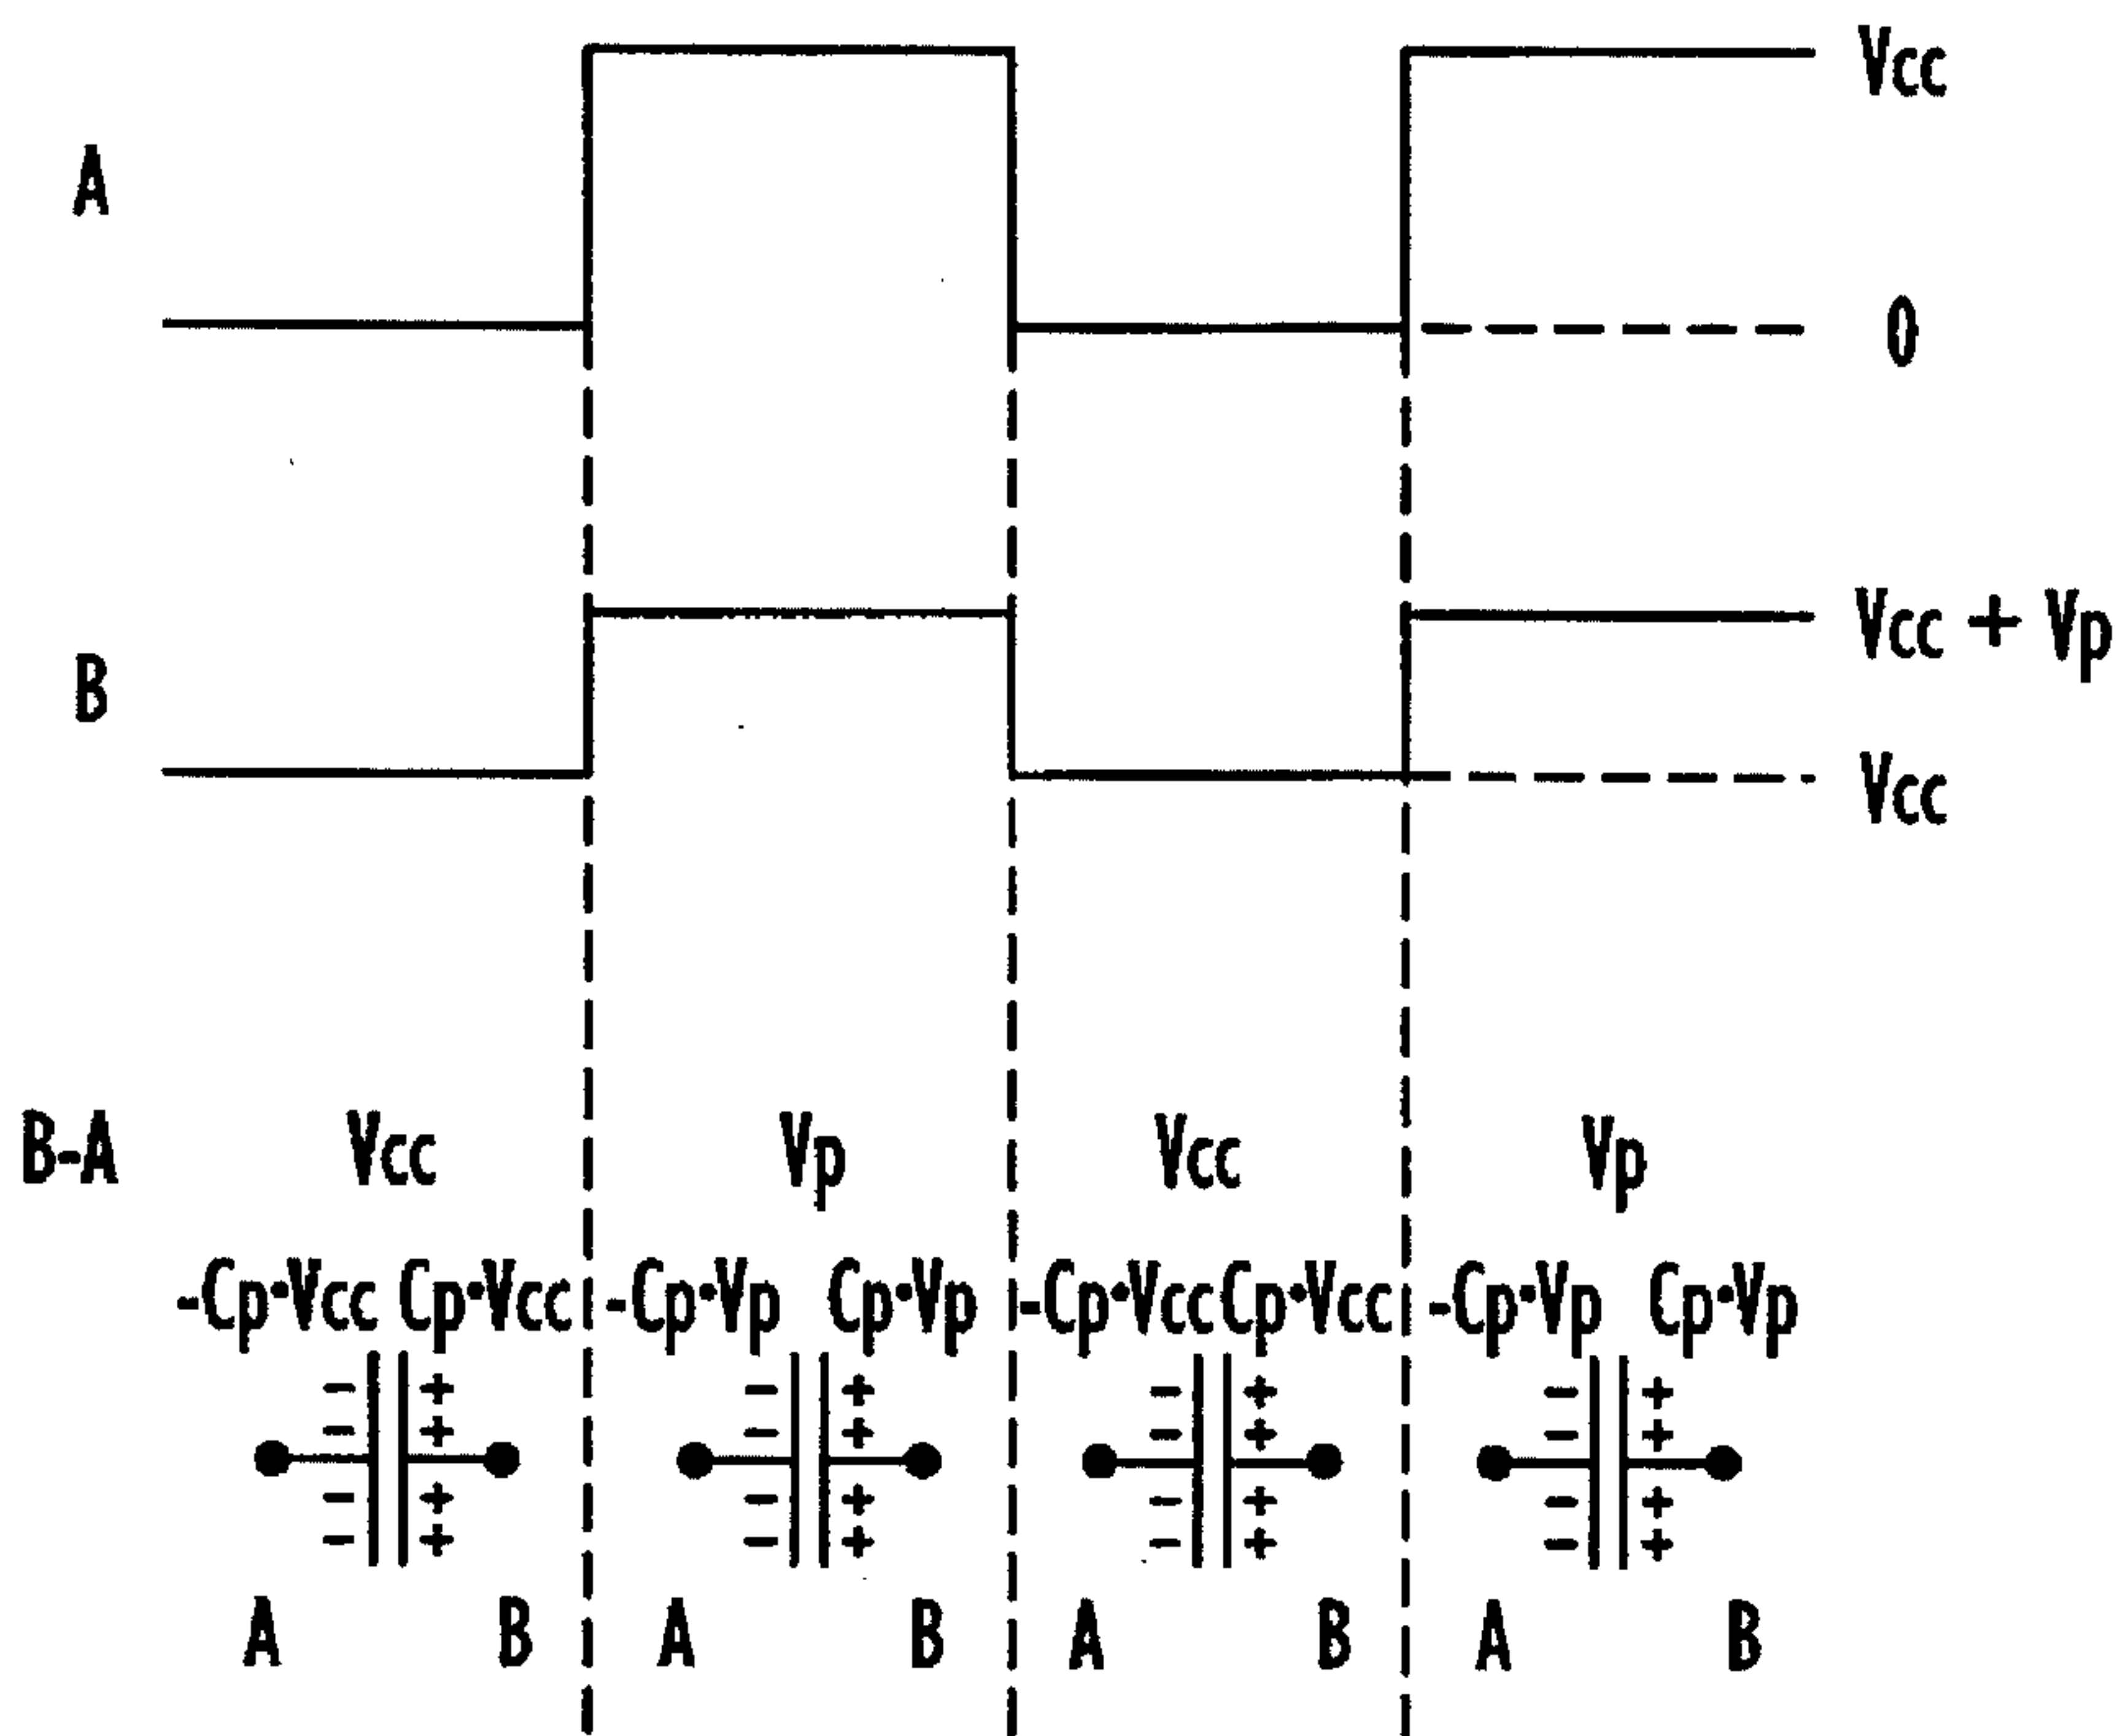 Vcc
A
0
Vcc + Vp
B
Vcc
B-A Vcc Vp Vcc Vp
-Cp·Vcc Cp·Vcc -Cp·Vp Cp·Vp -Cp·Vcc Cp·Vcc -Cp·Vp Cp·Vp
- + - + - + - +
- + - + - + - +
- + - + - + - +
- + - + - + - +
A B A B A B A B